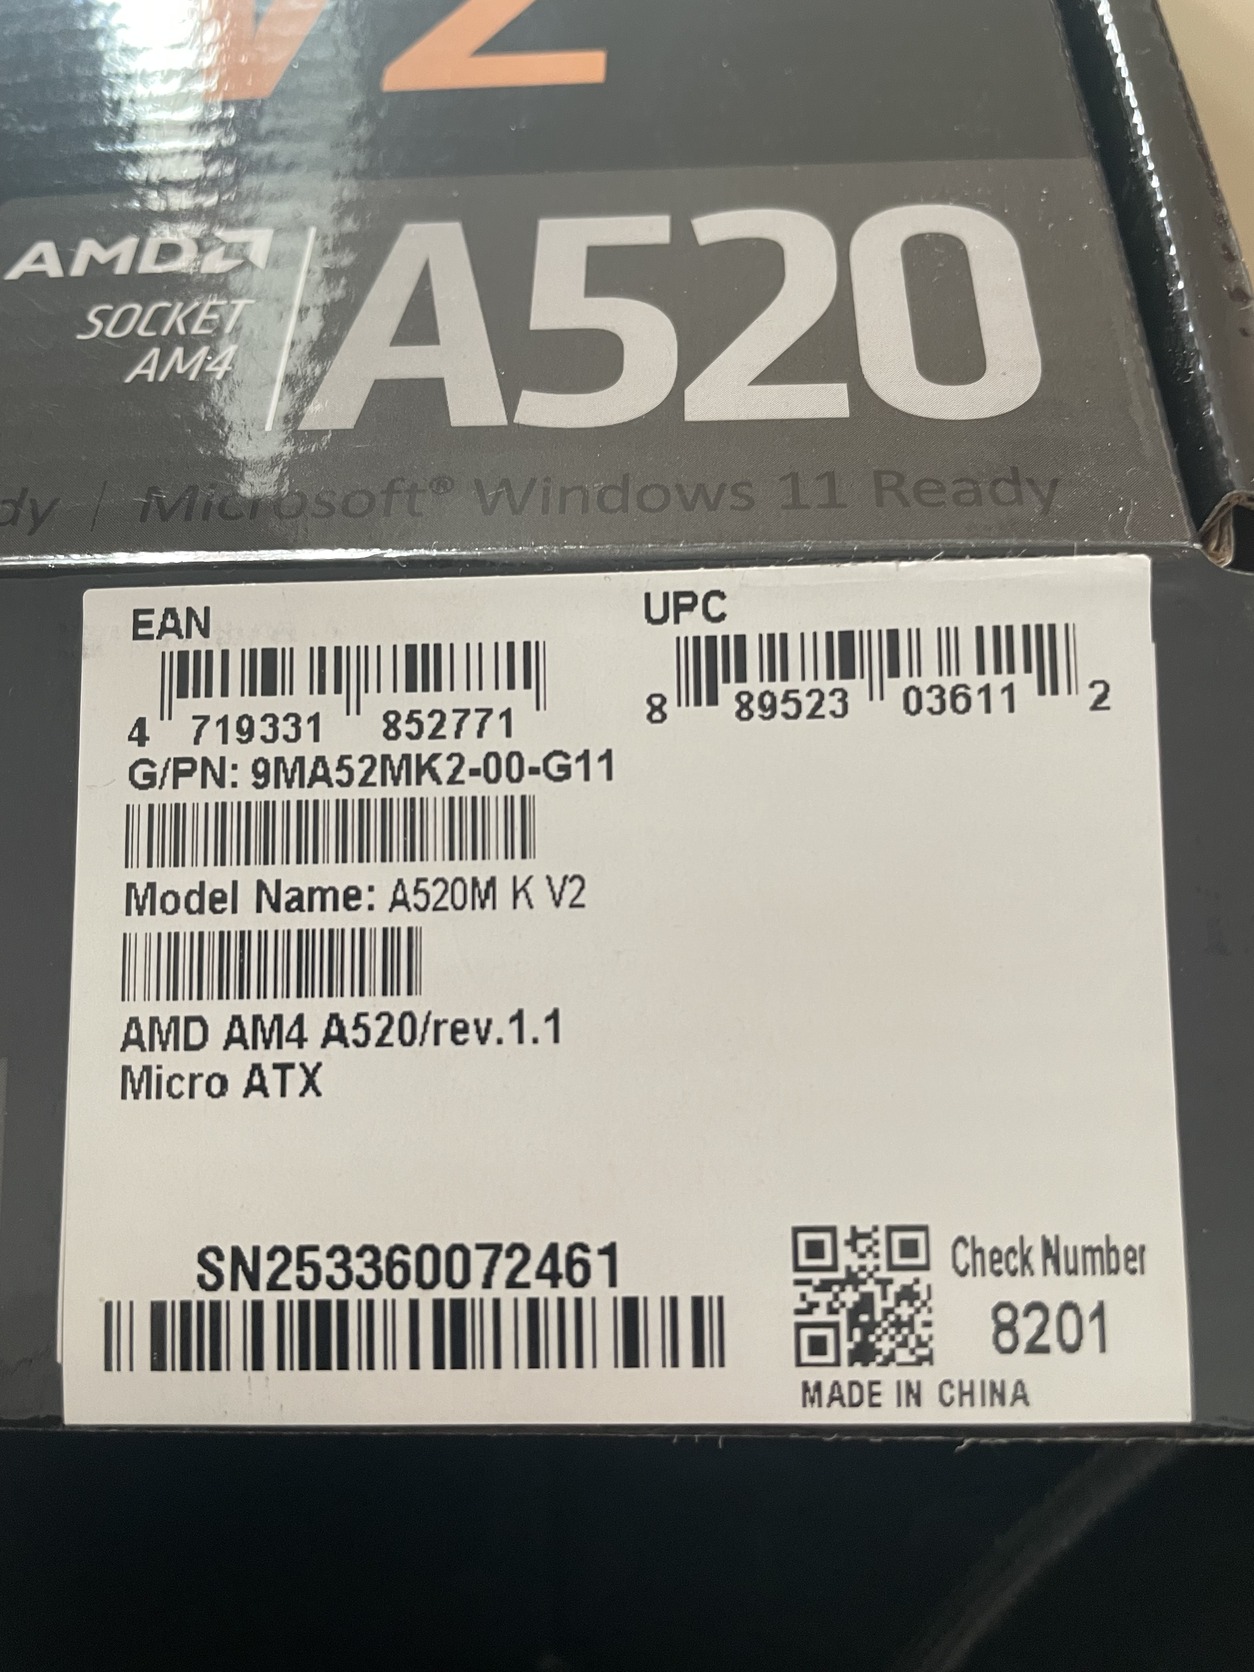 V2
AMD
SOCKET
AM4
A520
dy / Microsoft® Windows 11 Ready
EAN
UPC
4 719331 852771
8 89523 03611 2
G/PN: 9MA52MK2-00-G11
Model Name: A520M K V2
AMD AM4 A520/rev.1.1
Micro ATX
SN253360072461
Check Number
8201
MADE IN CHINA